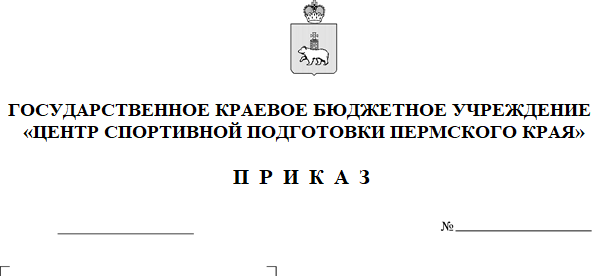 ГОСУДАРСТВЕННОЕ КРАЕВОЕ БЮДЖЕТНОЕ УЧРЕЖДЕНИЕ
«ЦЕНТР СПОРТИВНОЙ ПОДГОТОВКИ ПЕРМСКОГО КРАЯ»
П Р И К А З
№